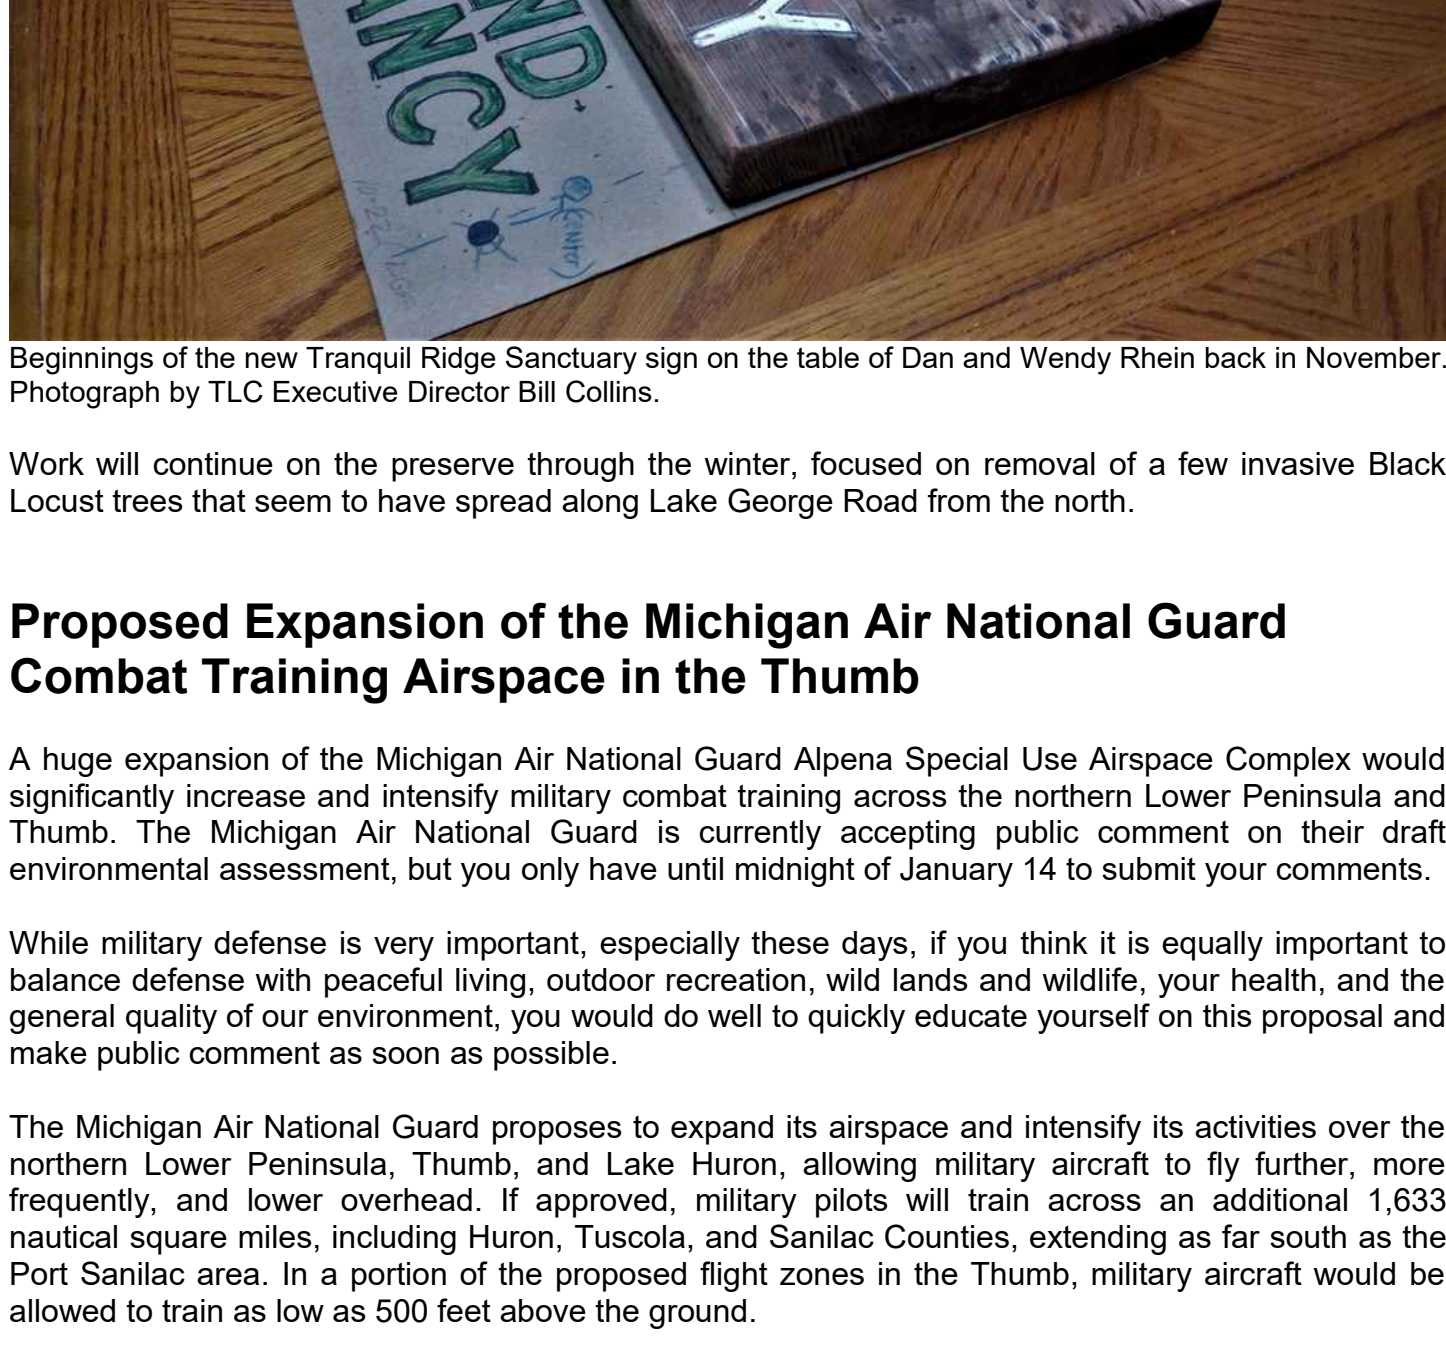 ND
ANCY
Y
Beginnings of the new Tranquil Ridge Sanctuary sign on the table of Dan and Wendy Rhein back in November.
Photograph by TLC Executive Director Bill Collins.
Work will continue on the preserve through the winter, focused on removal of a few invasive Black
Locust trees that seem to have spread along Lake George Road from the north.
Proposed Expansion of the Michigan Air National Guard
Combat Training Airspace in the Thumb
A huge expansion of the Michigan Air National Guard Alpena Special Use Airspace Complex would
significantly increase and intensify military combat training across the northern Lower Peninsula and
Thumb. The Michigan Air National Guard is currently accepting public comment on their draft
environmental assessment, but you only have until midnight of January 14 to submit your comments.
While military defense is very important, especially these days, if you think it is equally important to
balance defense with peaceful living, outdoor recreation, wild lands and wildlife, your health, and the
general quality of our environment, you would do well to quickly educate yourself on this proposal and
make public comment as soon as possible.
The Michigan Air National Guard proposes to expand its airspace and intensify its activities over the
northern Lower Peninsula, Thumb, and Lake Huron, allowing military aircraft to fly further, more
frequently, and lower overhead. If approved, military pilots will train across an additional 1,633
nautical square miles, including Huron, Tuscola, and Sanilac Counties, extending as far south as the
Port Sanilac area. In a portion of the proposed flight zones in the Thumb, military aircraft would be
allowed to train as low as 500 feet above the ground.